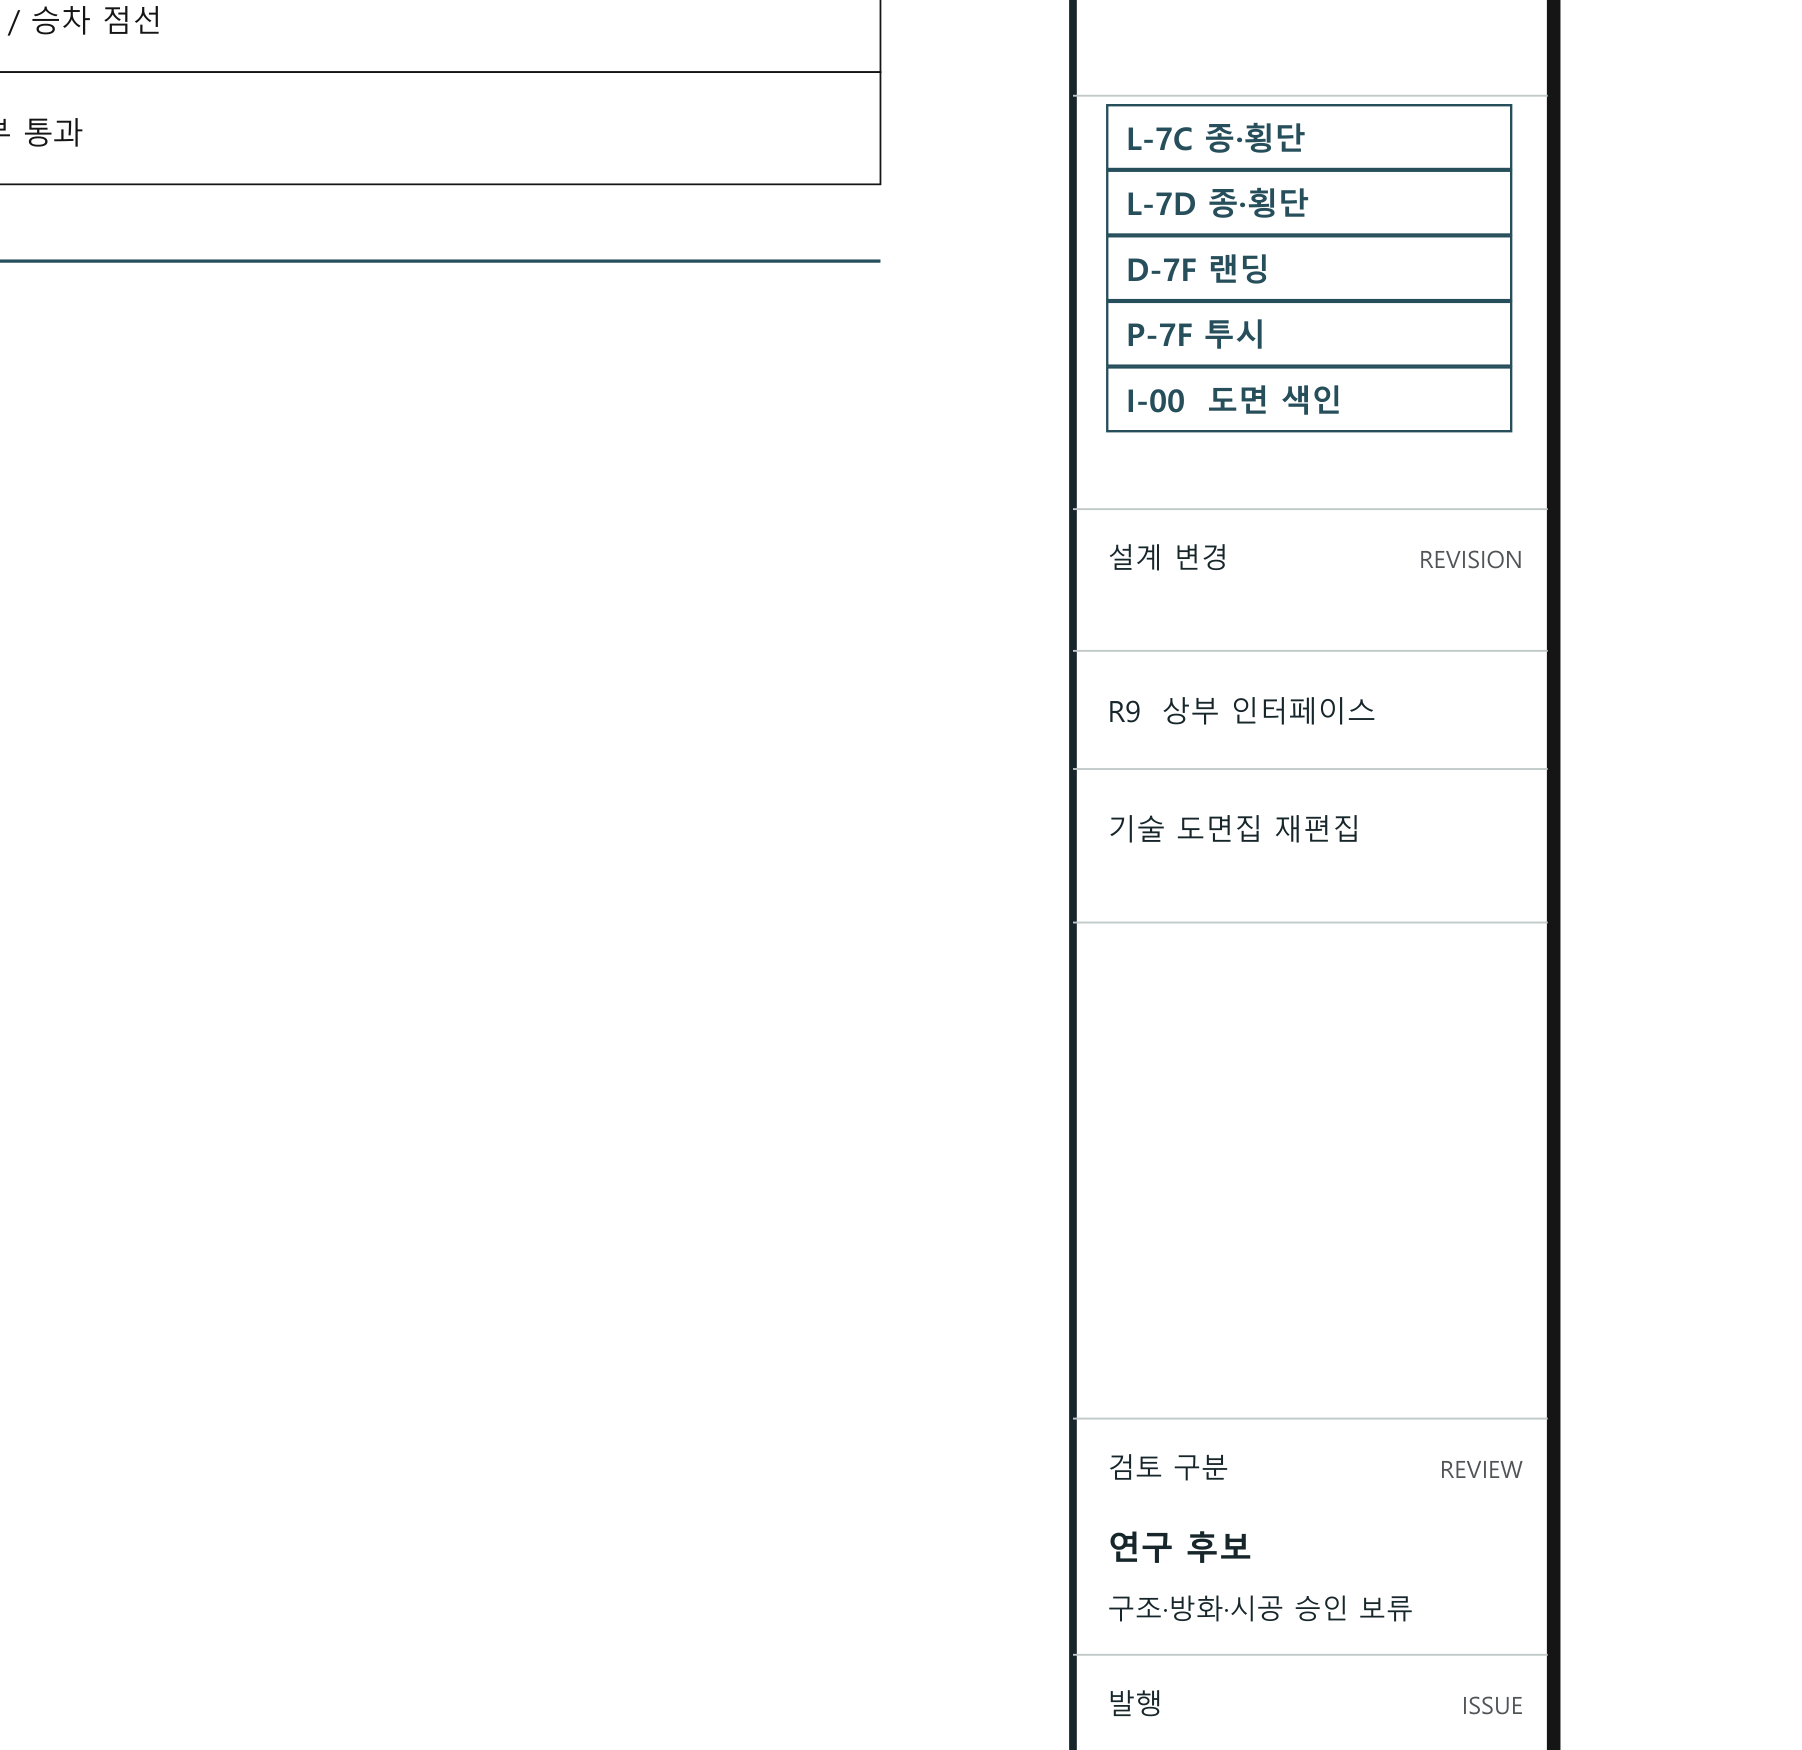 / 승차 점선
통과
L-7C 종·횡단
L-7D 종·횡단
D-7F 랜딩
P-7F 투시
I-00 도면 색인
설계 변경 REVISION
R9 상부 인터페이스
기술 도면집 재편집
검토 구분 REVIEW
연구 후보
구조·방화·시공 승인 보류
발행 ISSUE